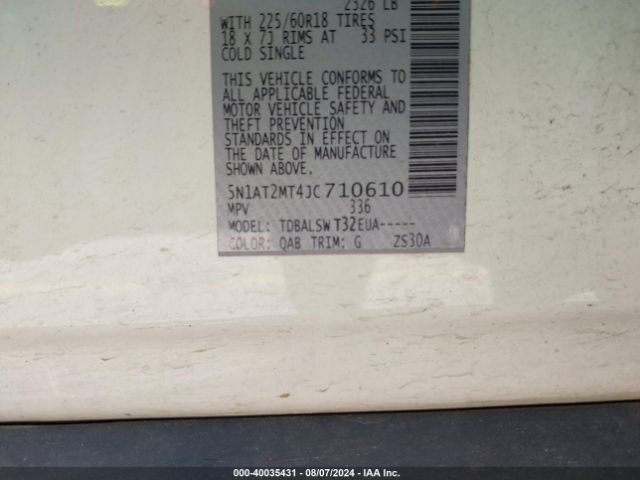 2326 LB
WITH 225/60R18 TIRES
18 X 7J RIMS AT 33 PSI
COLD SINGLE
THIS VEHICLE CONFORMS TO
ALL APPLICABLE FEDERAL
MOTOR VEHICLE SAFETY AND
THEFT PREVENTION
STANDARDS IN EFFECT ON
THE DATE OF MANUFACTURE
SHOWN ABOVE.
5N1AT2MT4JC710610
MPV 336
MODEL: TDBALSWT32EUA-----
COLOR: QAB TRIM: G ZS30A
000-40035431 - 08/07/2024 - IAA Inc.